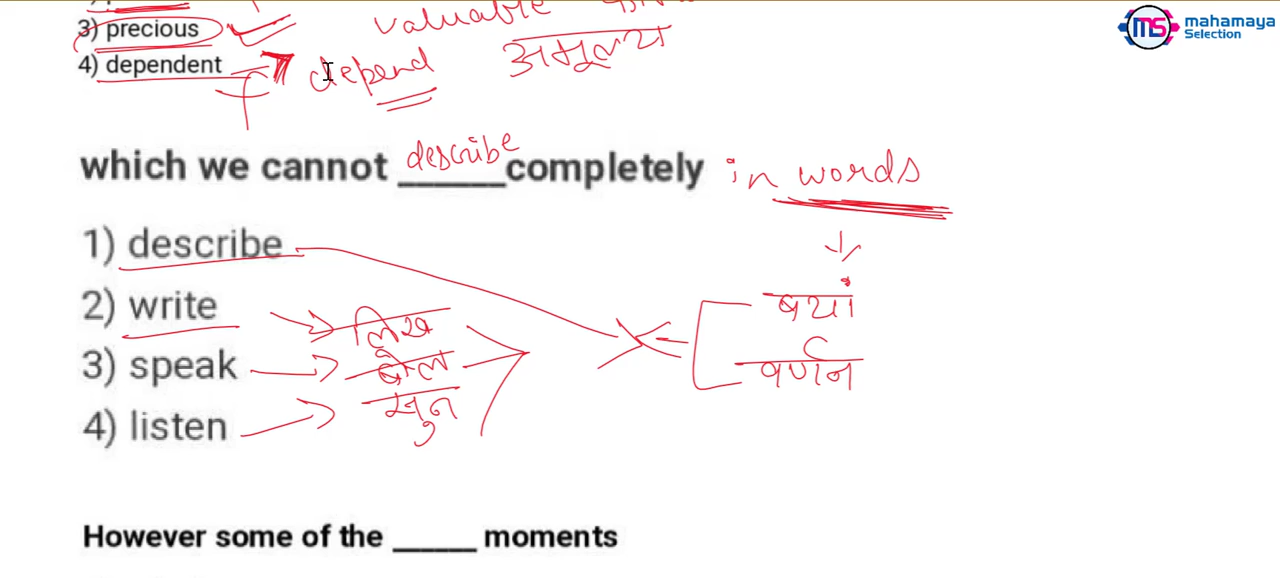 valuable
mahamaya
Selection
3) precious
अमूल्य
4) dependent
depend
which we cannot describe completely in words
1) describe
2) write
लिख
बयां
3) speak
बोल
वर्णन
4) listen
सुन
However some of the ______ moments